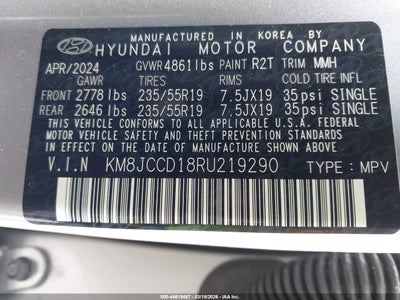 MANUFACTURED IN KOREA BY
HYUNDAI MOTOR COMPANY
APR/2024 GVWR 4861lbs PAINT R2T TRIM MMH
GAWR TIRES RIMS COLD TIRE INFL
FRONT 2778 lbs 235/55R19 7.5JX19 35psi SINGLE
REAR 2646 lbs 235/55R19 7.5JX19 35psi SINGLE
THIS VEHICLE CONFORMS TO ALL APPLICABLE U.S.A. FEDERAL
MOTOR VEHICLE SAFETY AND THEFT PREVENTION STANDARDS
IN EFFECT ON THE DATE OF MANUFACTURE SHOWN ABOVE.
V.I.N KM8JCCD18RU219290 TYPE : MPV
500-44619487 - 03/18/2026 - © IAA, Inc.